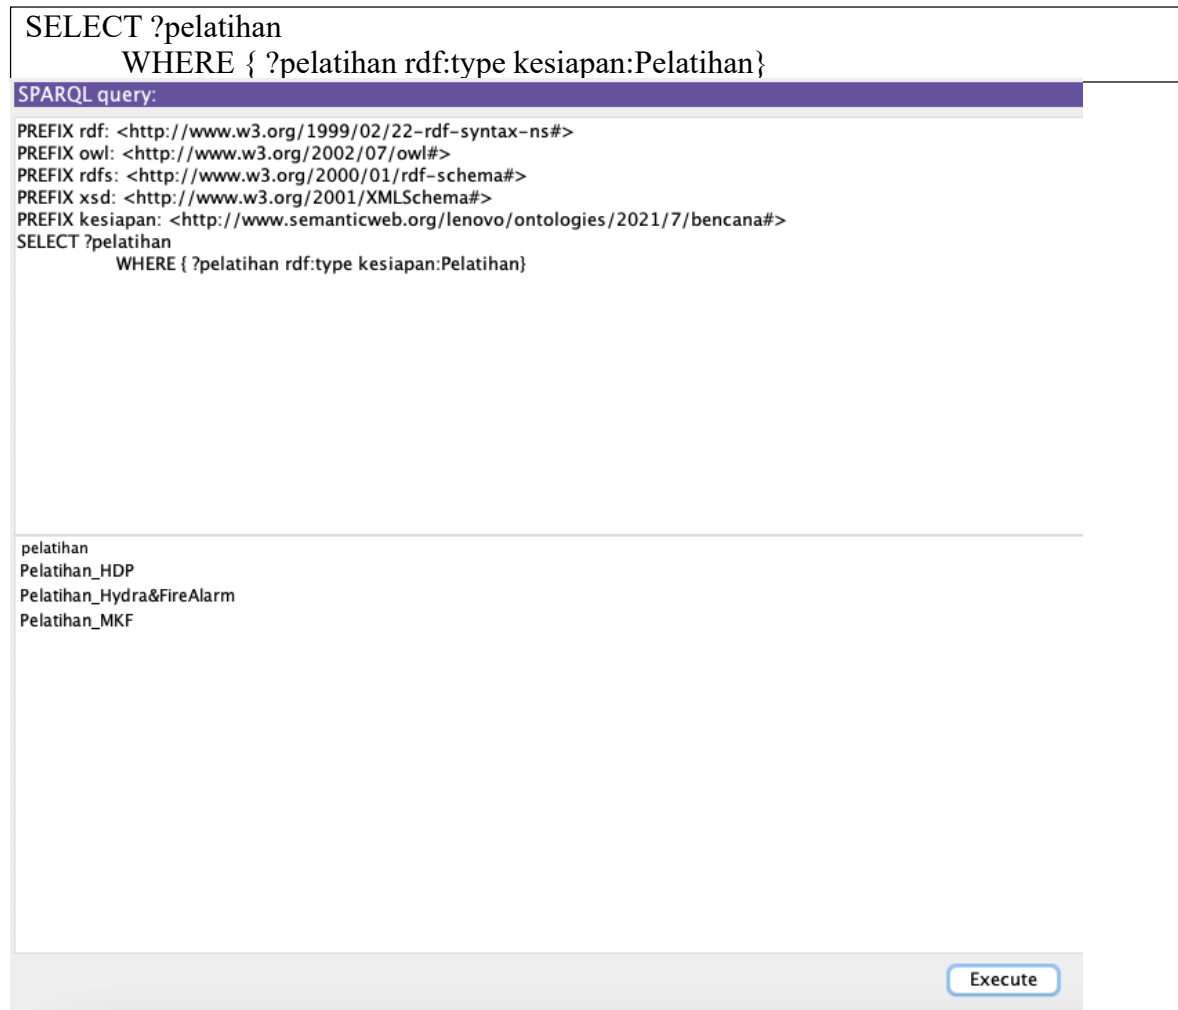 SELECT ?pelatihan
WHERE { ?pelatihan rdf:type kesiapan:Pelatihan}
SPARQL query:
PREFIX rdf: <http://www.w3.org/1999/02/22-rdf-syntax-ns#>
PREFIX owl: <http://www.w3.org/2002/07/owl#>
PREFIX rdfs: <http://www.w3.org/2000/01/rdf-schema#>
PREFIX xsd: <http://www.w3.org/2001/XMLSchema#>
PREFIX kesiapan: <http://www.semanticweb.org/lenovo/ontologies/2021/7/bencana#>
SELECT ?pelatihan
WHERE { ?pelatihan rdf:type kesiapan:Pelatihan}
pelatihan
Pelatihan_HDP
Pelatihan_Hydra&FireAlarm
Pelatihan_MKF
Execute